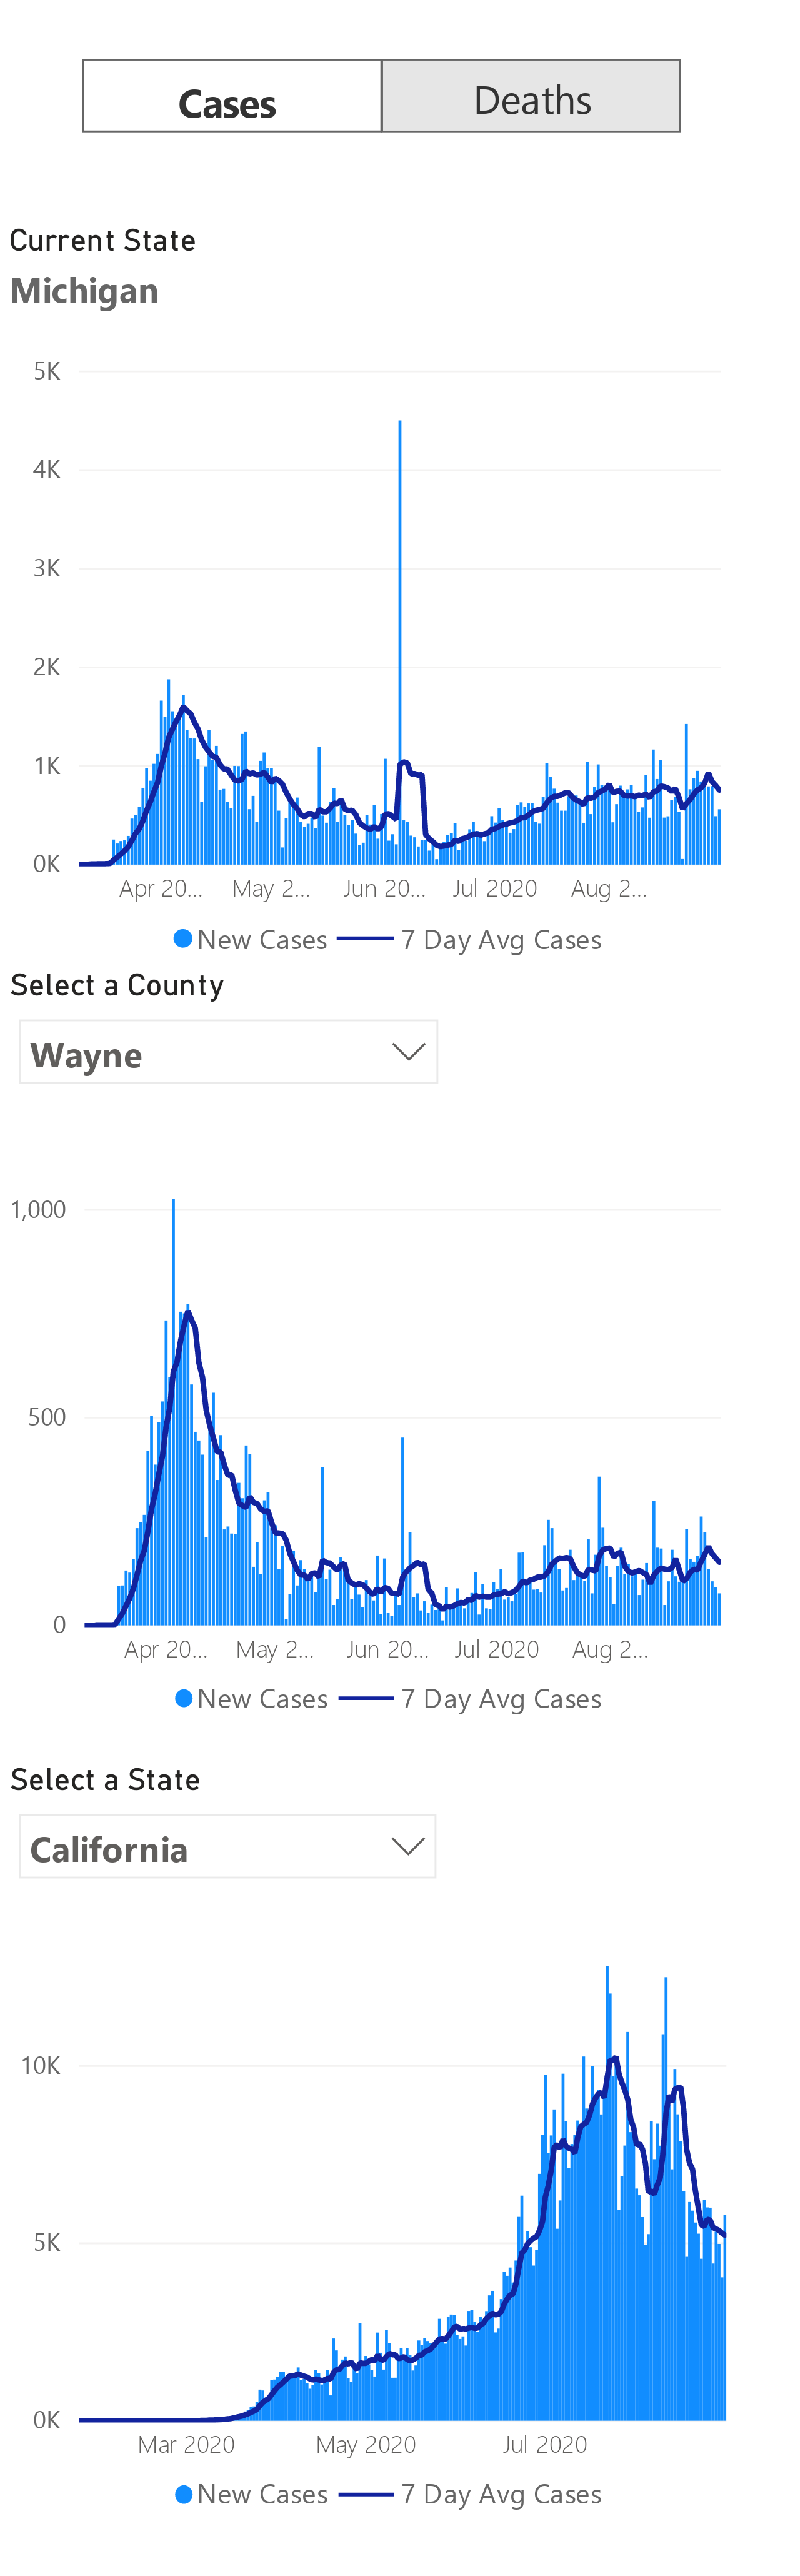 Cases Deaths
Current State
Michigan
5K
4K
3K
2K
1K
0K
Apr 20... May 2... Jun 20... Jul 2020 Aug 2...
New Cases 7 Day Avg Cases
Select a County
Wayne
1,000
500
0
Apr 20... May 2... Jun 20... Jul 2020 Aug 2...
New Cases 7 Day Avg Cases
Select a State
California
10K
5K
0K
Mar 2020 May 2020 Jul 2020
New Cases 7 Day Avg Cases